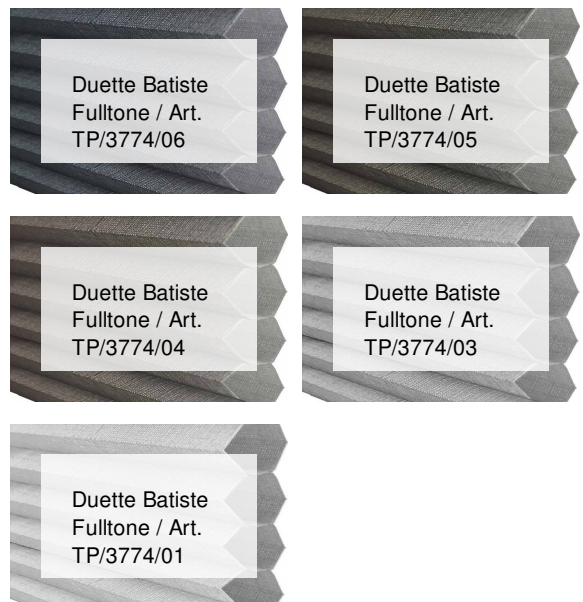 Duette Batiste
Fulltone / Art.
TP/3774/06
Duette Batiste
Fulltone / Art.
TP/3774/05
Duette Batiste
Fulltone / Art.
TP/3774/04
Duette Batiste
Fulltone / Art.
TP/3774/03
Duette Batiste
Fulltone / Art.
TP/3774/01